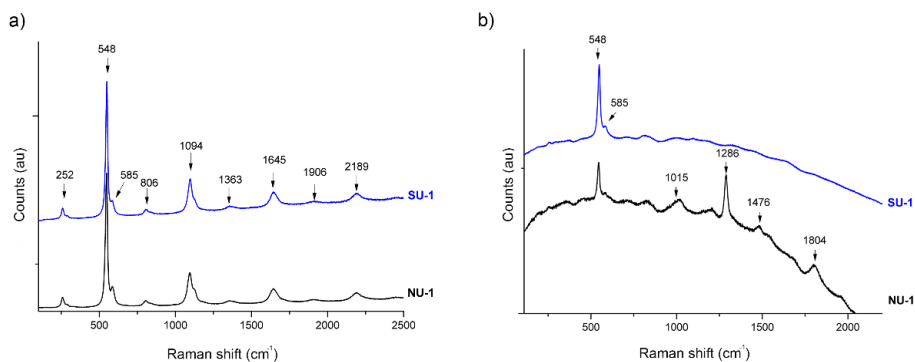 a)
548
252
585
806
1094
1363
1645
1906
2189
SU-1
NU-1
Counts (au)
500
1000
1500
2000
2500
Raman shift (cm⁻¹)
b)
548
585
SU-1
1015
1286
1476
1804
NU-1
Counts (au)
500
1000
1500
2000
Raman shift (cm⁻¹)